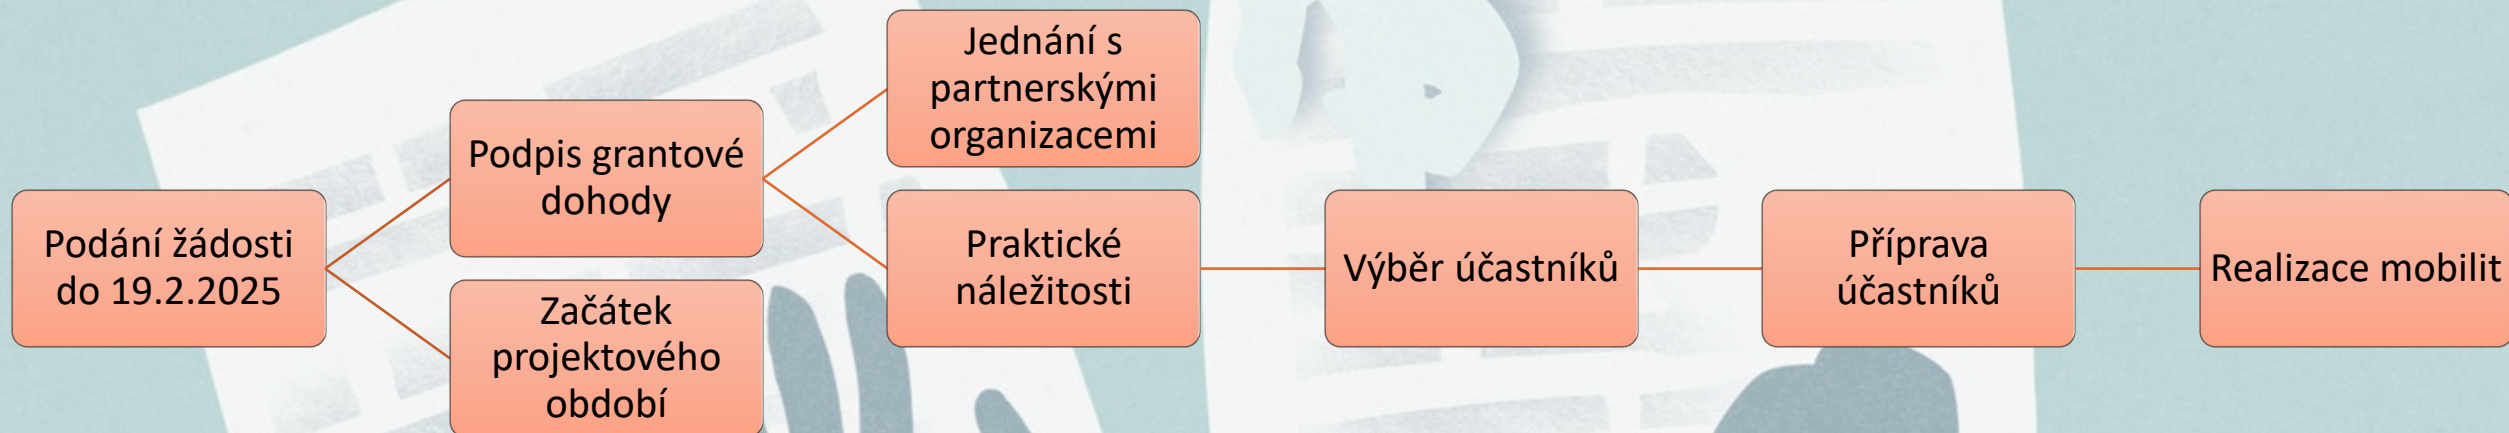 Podání žádosti
do 19.2.2025
Podpis grantové
dohody
Začátek
projektového
období
Jednání s
partnerskými
organizacemi
Praktické
náležitosti
Výběr účastníků
Příprava
účastníků
Realizace mobilit